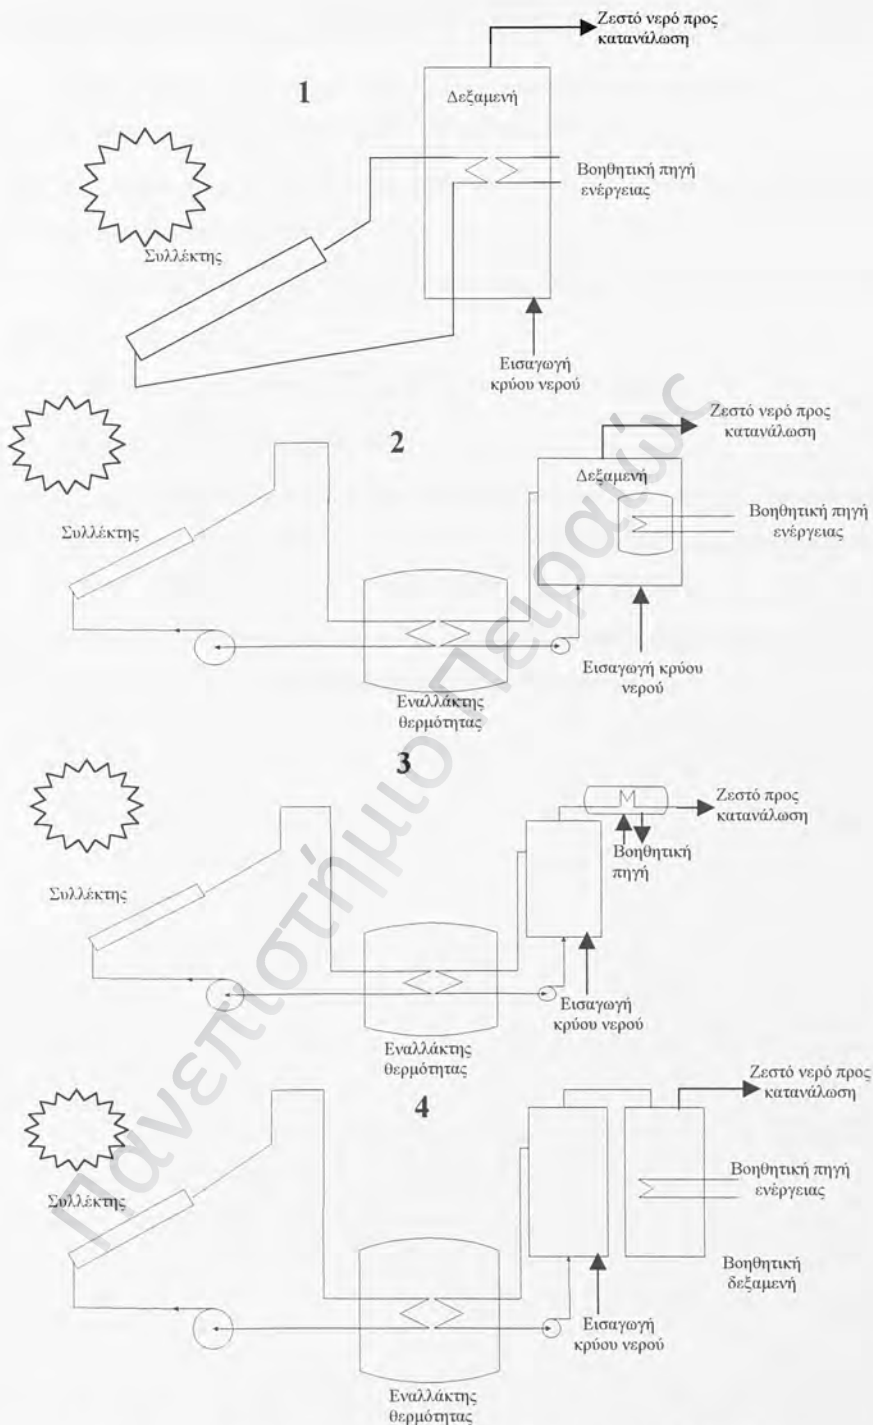 Ζεστό νερό προς
κατανάλωση
1
Δεξαμενή
Βοηθητική πηγή
ενέργειας
Συλλέκτης
Εισαγωγή
κρύου νερού
Ζεστό νερό προς
κατανάλωση
2
Δεξαμενή
Βοηθητική πηγή
ενέργειας
Συλλέκτης
Εισαγωγή κρύου
νερού
Εναλλάκτης
θερμότητας
3
Ζεστό προς
κατανάλωση
Βοηθητική
πηγή
Συλλέκτης
Εισαγωγή
κρύου νερού
Εναλλάκτης
θερμότητας
4
Ζεστό νερό προς
κατανάλωση
Βοηθητική πηγή
ενέργειας
Συλλέκτης
Βοηθητική
δεξαμενή
Εισαγωγή
κρύου νερού
Εναλλάκτης
θερμότητας
Πανεπιστήμιο Πειραιώς